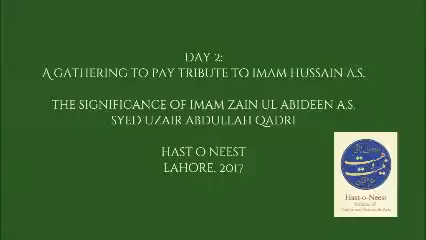 DAY 2:
A GATHERING TO PAY TRIBUTE TO IMAM HUSSAIN A.S.
THE SIGNIFICANCE OF IMAM ZAIN UL ABIDEEN A.S.
SYED UZAIR ABDULLAH QADRI
HAST O NEEST
LAHORE, 2017
Hast-o-Neest